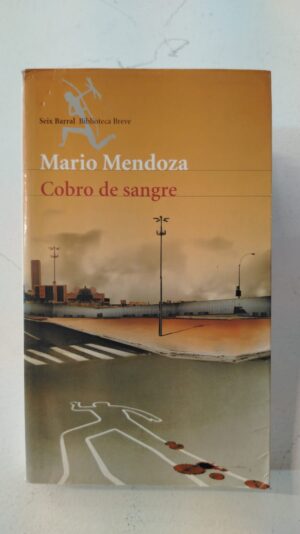 Seix Barral Biblioteca Breve
Mario Mendoza
Cobro de sangre